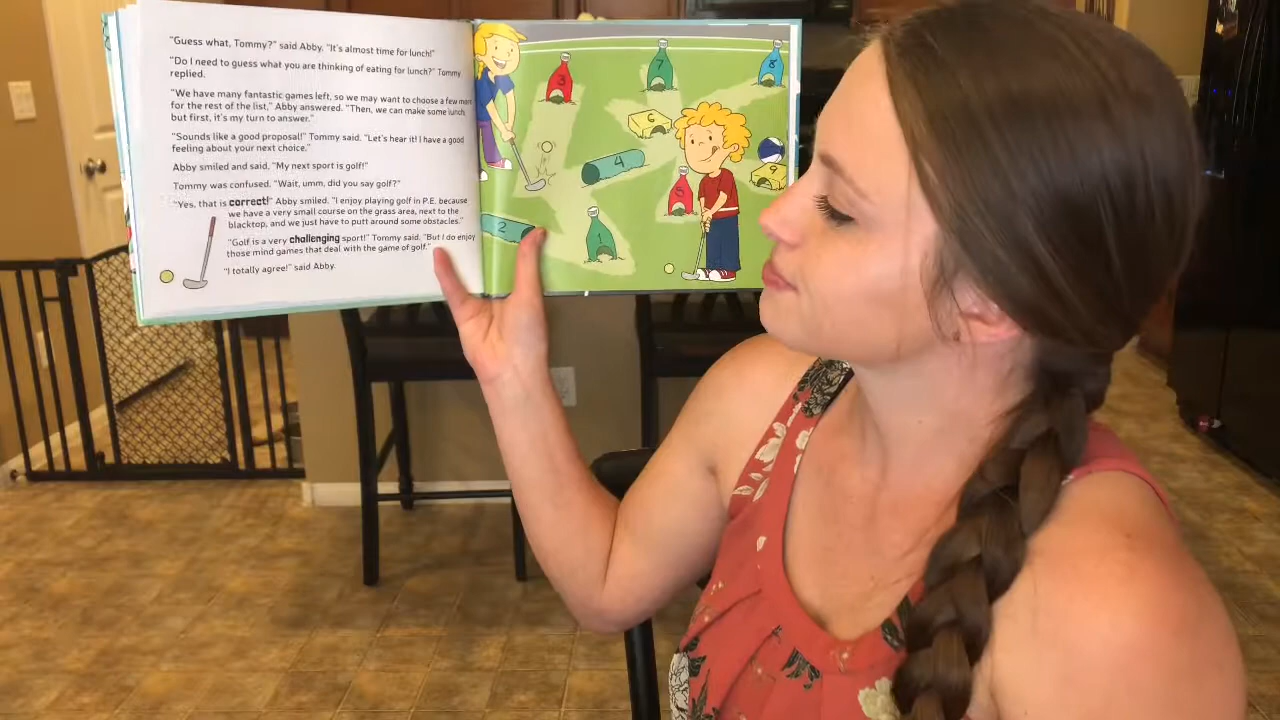 "Guess what, Tommy?" said Abby. "It's almost time for lunch!"
"Do I need to guess what you are thinking of eating for lunch?" Tommy
replied.
"We have many fantastic games left, so we may want to choose a few more
for the rest of the list," Abby answered. "Then, we can make some lunch,
but first, it's my turn to answer."
"Sounds like a good proposal!" Tommy said. "Let's hear it! I have a good
feeling about your next choice."
Abby smiled and said, "My next sport is golf!"
Tommy was confused. "Wait, umm, did you say golf?"
"Yes, that is correct!" Abby smiled. "I enjoy playing golf in P.E. because
we have a very small course on the grass area, next to the
blacktop, and we just have to putt around some obstacles."
"Golf is a very challenging sport!" Tommy said. "But I do enjoy
those mind games that deal with the game of golf."
"I totally agree!" said Abby.
3
7
8
6
4
5
9
2
1